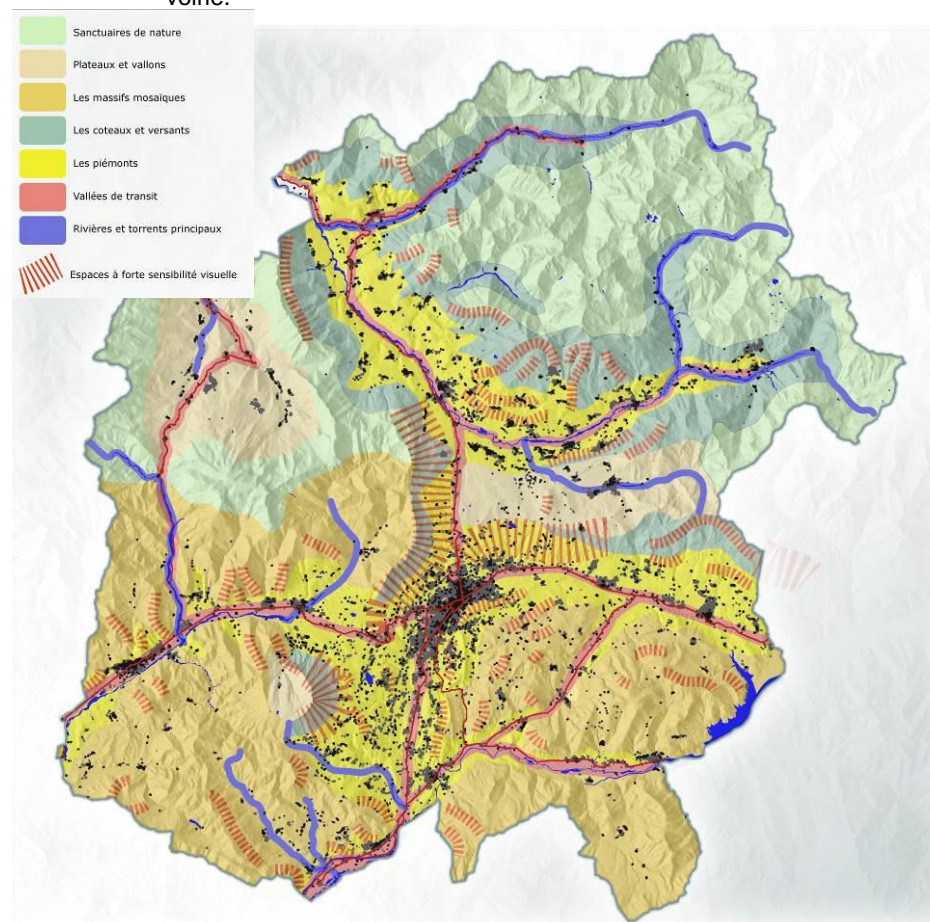 voine.
Sanctuaires de nature
Plateaux et vallons
Les massifs mosaïques
Les coteaux et versants
Les piémonts
Vallées de transit
Rivières et torrents principaux
Espaces à forte sensibilité visuelle